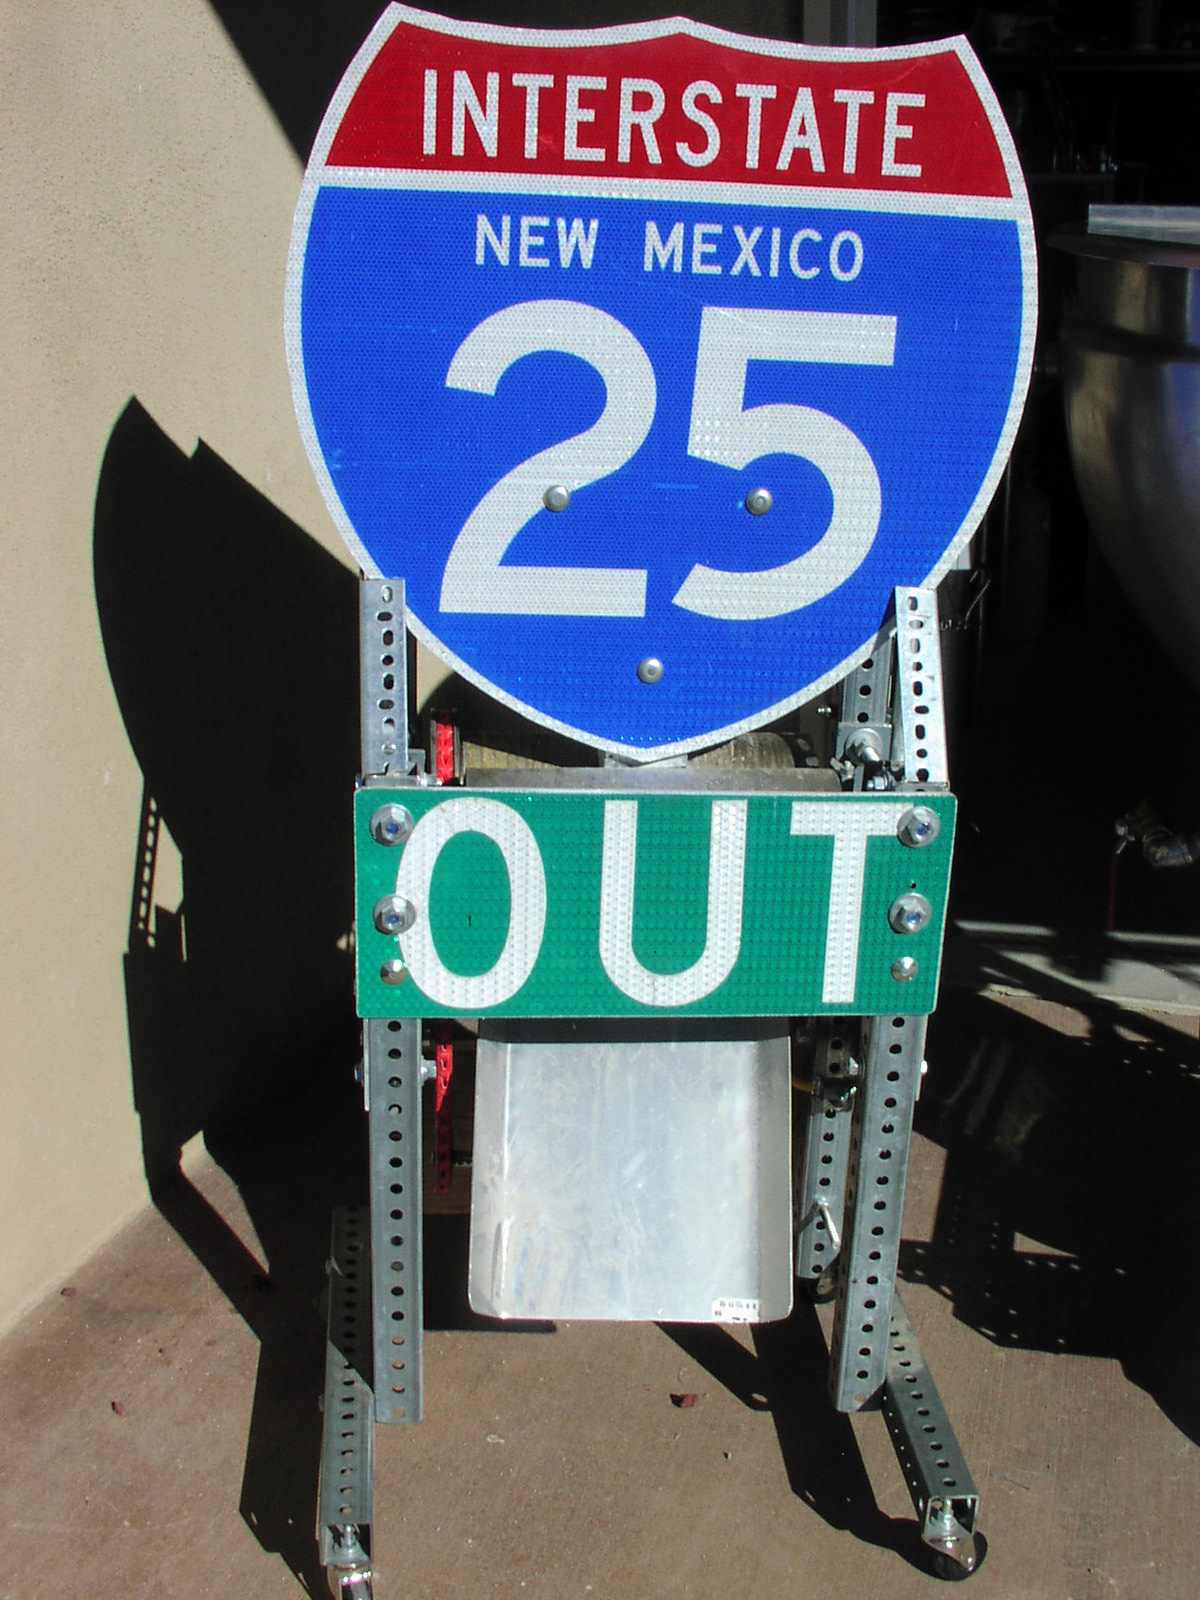 INTERSTATE
NEW MEXICO
25
OUT